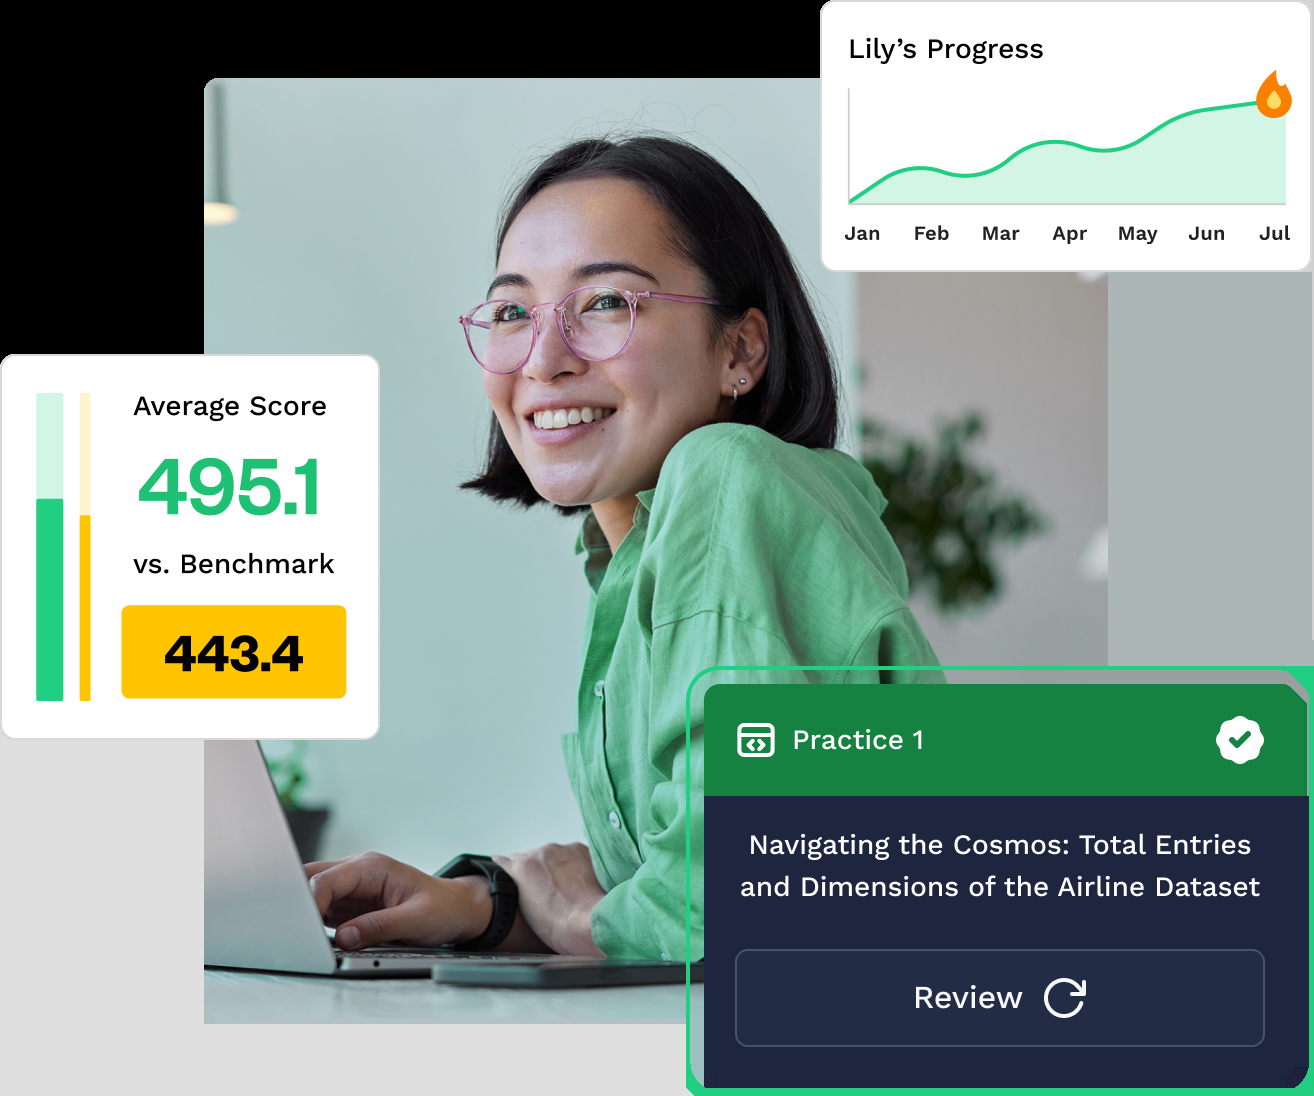 Lily’s Progress
Jan Feb Mar Apr May Jun Jul
Average Score
495.1
vs. Benchmark
443.4
Practice 1
Navigating the Cosmos: Total Entries
and Dimensions of the Airline Dataset
Review